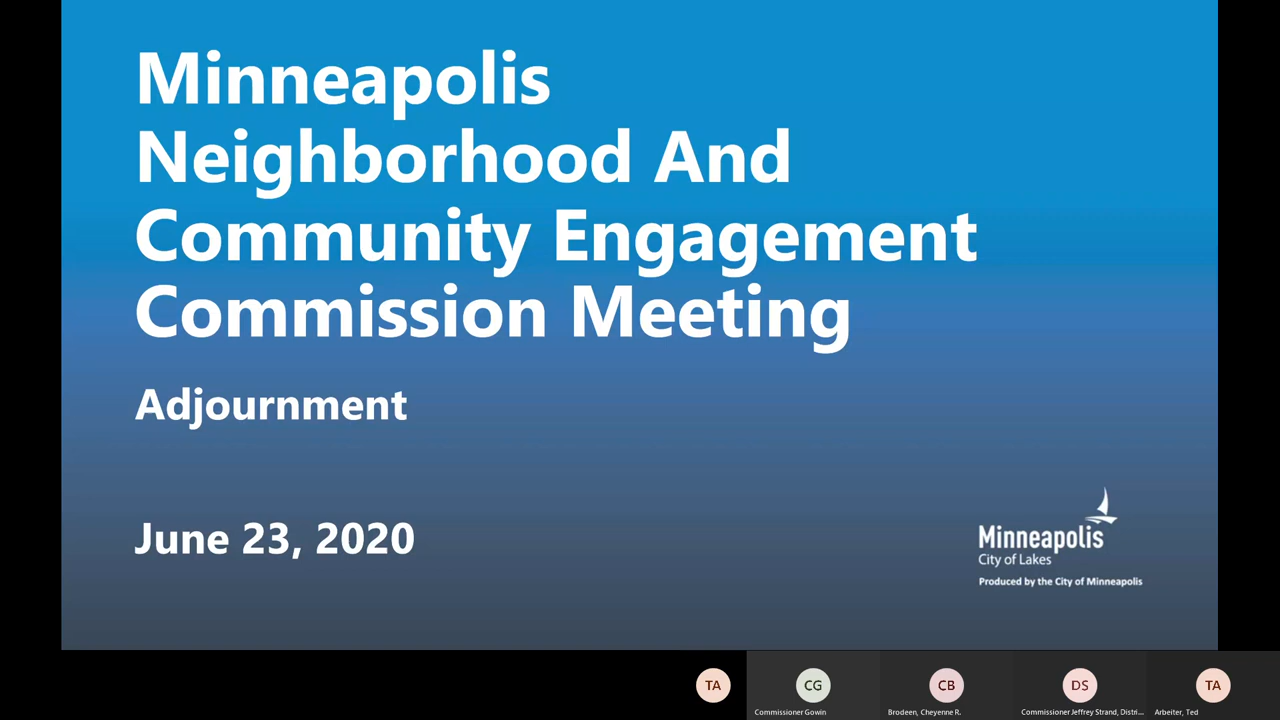 Minneapolis
Neighborhood And
Community Engagement
Commission Meeting
Adjournment
June 23, 2020
Minneapolis
City of Lakes
Produced by the City of Minneapolis
TA
CG
CB
DS
TA
Commissioner Gowin
Brodeen, Cheyenne R.
Commissioner Jeffrey Strand, Distri...
Arbeiter, Ted